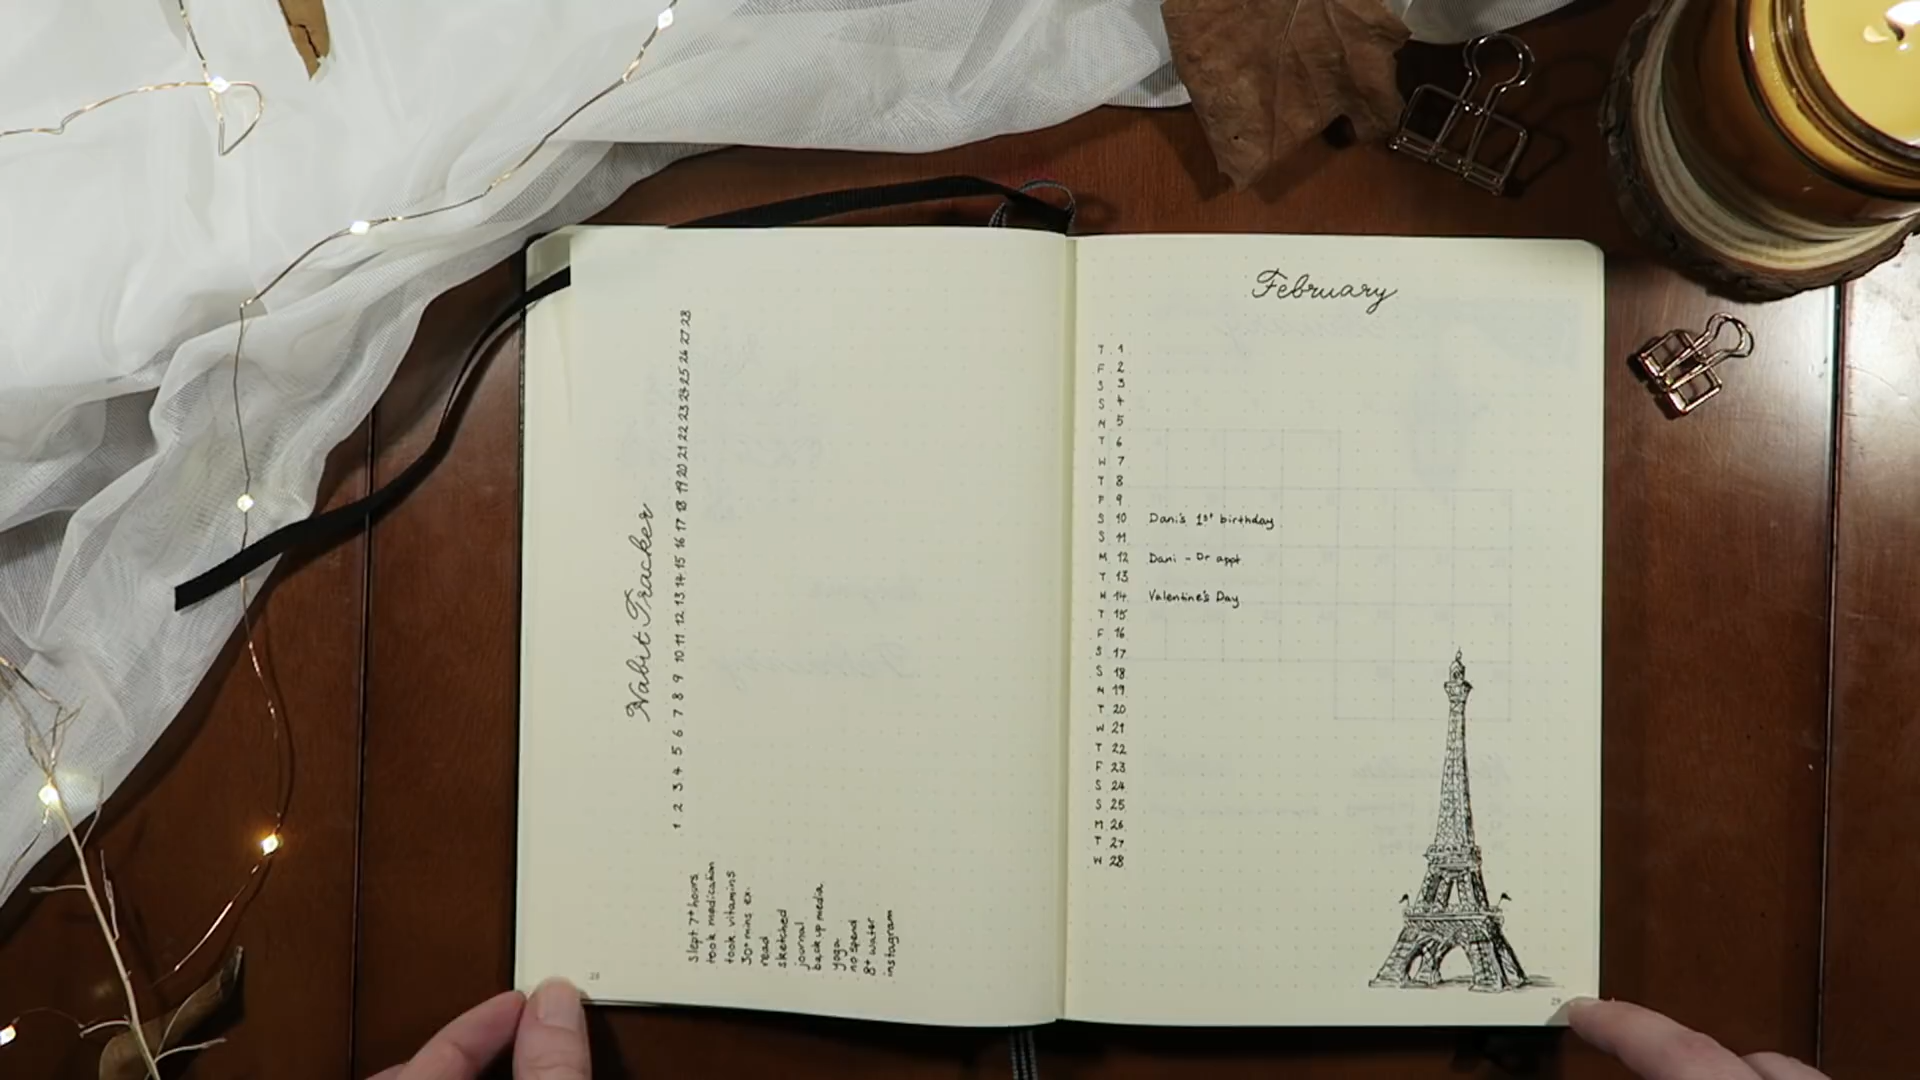 Habit Tracker
1 2 3 4 5 6 7 8 9 10 11 12 13 14 15 16 17 18 19 20 21 22 23 24 25 26 27 28
slept 7+ hours
took medication
took vitamins
30+ mins ex.
read
sketched
journal
back up media
yoga
no spend
8+ water
instagram
28
February
T 1
F 2
S 3
S 4
M 5
T 6
W 7
T 8
F 9
S 10 Dani's 1st birthday
S 11
M 12 Dani - Dr appt
T 13
W 14 Valentine's Day
T 15
F 16
S 17
S 18
M 19
T 20
W 21
T 22
F 23
S 24
S 25
M 26
T 27
W 28
29